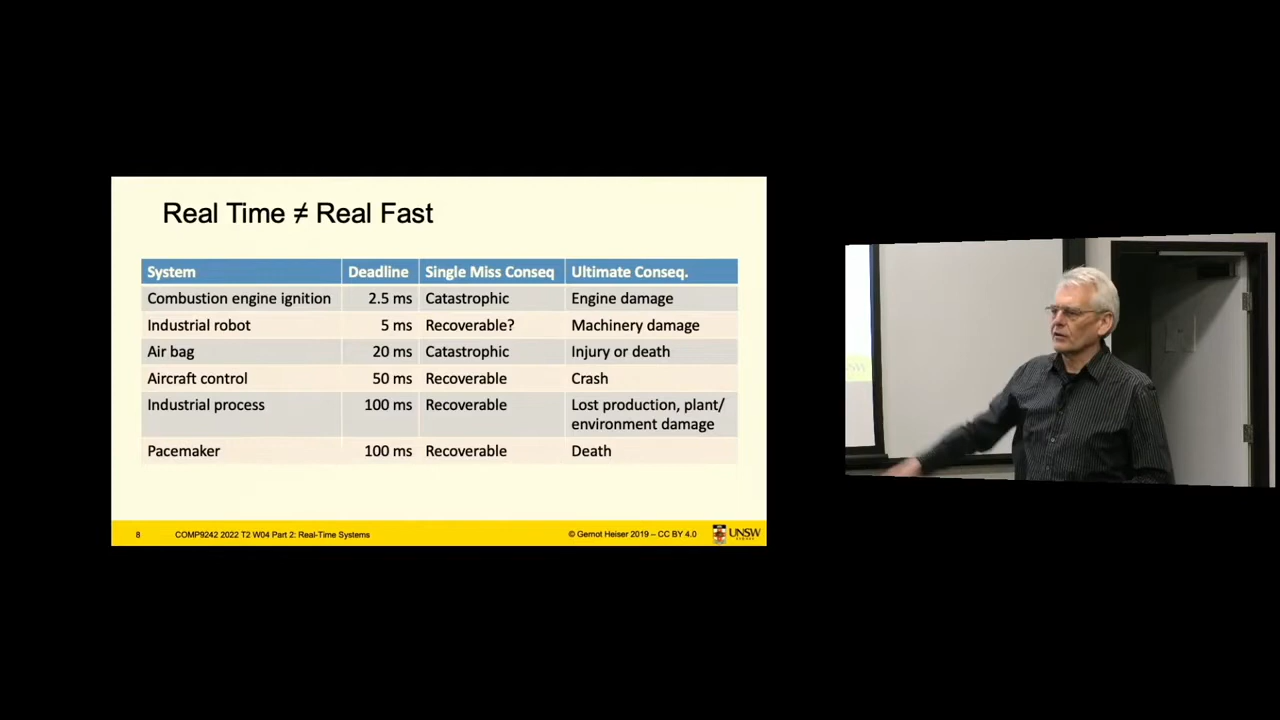 Real Time ≠ Real Fast
System Deadline Single Miss Conseq Ultimate Conseq.
Combustion engine ignition 2.5 ms Catastrophic Engine damage
Industrial robot 5 ms Recoverable? Machinery damage
Air bag 20 ms Catastrophic Injury or death
Aircraft control 50 ms Recoverable Crash
Industrial process 100 ms Recoverable Lost production, plant/
environment damage
Pacemaker 100 ms Recoverable Death
8 COMP9242 2022 T2 W04 Part 2: Real-Time Systems © Gernot Heiser 2019 – CC BY 4.0 UNSW